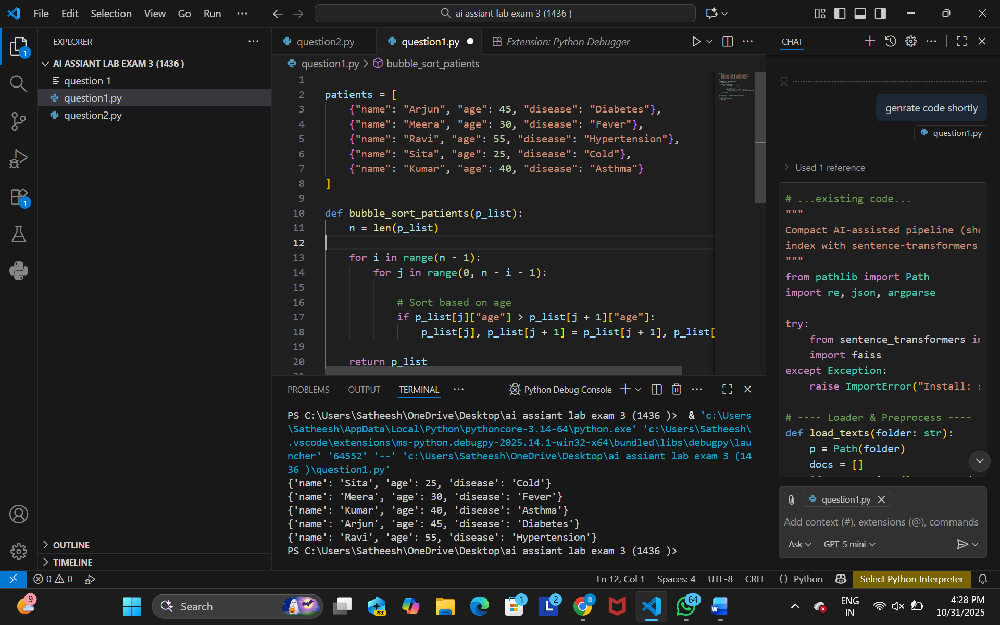 File Edit Selection View Go Run ···
ai assiant lab exam 3 (1436 )
EXPLORER
AI ASSIANT LAB EXAM 3 (1436 )
question 1
question1.py
question2.py
OUTLINE
TIMELINE
1
1
question2.py
question1.py
Extension: Python Debugger
question1.py > bubble_sort_patients
1
2 patients = [
3 {"name": "Arjun", "age": 45, "disease": "Diabetes"},
4 {"name": "Meera", "age": 30, "disease": "Fever"},
5 {"name": "Ravi", "age": 55, "disease": "Hypertension"},
6 {"name": "Sita", "age": 25, "disease": "Cold"},
7 {"name": "Kumar", "age": 40, "disease": "Asthma"}
8 ]
9
10 def bubble_sort_patients(p_list):
11 n = len(p_list)
12
13 for i in range(n - 1):
14 for j in range(0, n - i - 1):
15
16 # Sort based on age
17 if p_list[j]["age"] > p_list[j + 1]["age"]:
18 p_list[j], p_list[j + 1] = p_list[j + 1], p_list[
19
20 return p_list
PROBLEMS OUTPUT TERMINAL ···
Python Debug Console
PS C:\Users\Satheesh\OneDrive\Desktop\ai assiant lab exam 3 (1436 )> & 'c:\Users
\Satheesh\AppData\Local\Python\pythoncore-3.14-64\python.exe' 'c:\Users\Satheesh\
.vscode\extensions\ms-python.debugpy-2025.14.1-win32-x64\bundled\libs\debugpy\lau
ncher' '64552' '--' 'c:\Users\Satheesh\OneDrive\Desktop\ai assiant lab exam 3 (14
36 )\question1.py'
{'name': 'Sita', 'age': 25, 'disease': 'Cold'}
{'name': 'Meera', 'age': 30, 'disease': 'Fever'}
{'name': 'Kumar', 'age': 40, 'disease': 'Asthma'}
{'name': 'Arjun', 'age': 45, 'disease': 'Diabetes'}
{'name': 'Ravi', 'age': 55, 'disease': 'Hypertension'}
PS C:\Users\Satheesh\OneDrive\Desktop\ai assiant lab exam 3 (1436 )>
CHAT
genrate code shortly
question1.py
Used 1 reference
# ...existing code...
"""
Compact AI-assisted pipeline (sho
index with sentence-transformers
"""
from pathlib import Path
import re, json, argparse
try:
from sentence_transformers im
import faiss
except Exception:
raise ImportError("Install: s
# ---- Loader & Preprocess ----
def load_texts(folder: str):
p = Path(folder)
docs = []
question1.py
Add context (#), extensions (@), commands
Ask GPT-5 mini
0 0
Ln 12, Col 1 Spaces: 4 UTF-8 CRLF {} Python Select Python Interpreter
9
Search
PRE
1
L 2
B
64
W
ENG
IN
4:28 PM
10/31/2025